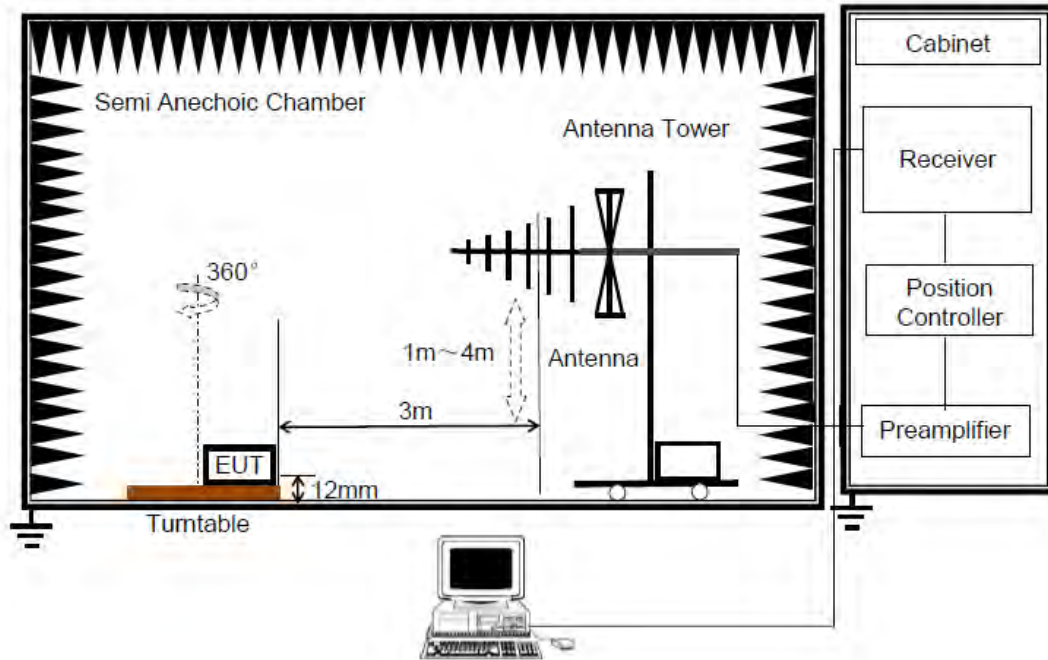 Cabinet
Semi Anechoic Chamber
Antenna Tower
Receiver
360°
Position
Controller
1m～4m
Antenna
3m
Preamplifier
EUT
12mm
Turntable